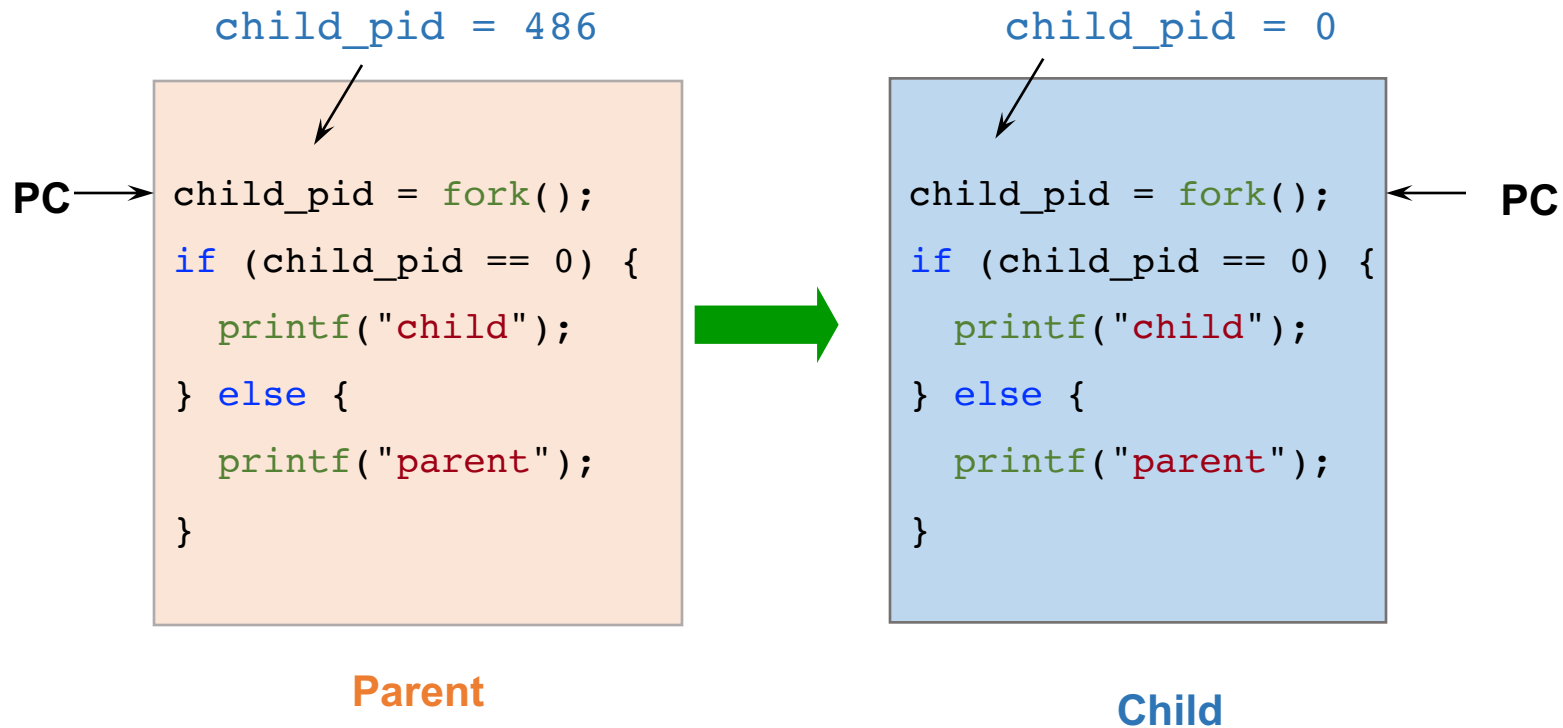 child_pid = 486
PC
child_pid = fork();
if (child_pid == 0) {
  printf("child");
} else {
  printf("parent");
}
Parent
child_pid = 0
child_pid = fork();
if (child_pid == 0) {
  printf("child");
} else {
  printf("parent");
}
PC
Child